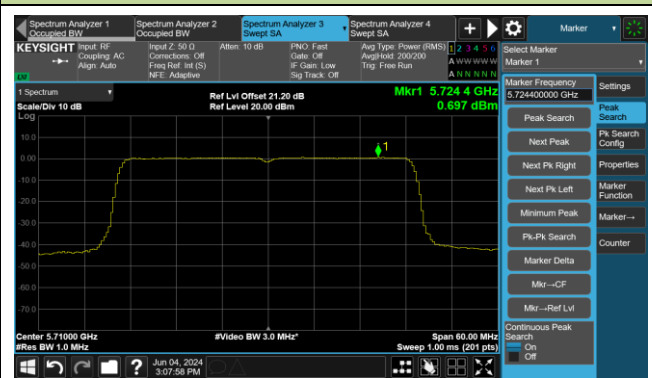 Spectrum Analyzer 1
Occupied BW
Spectrum Analyzer 2
Occupied BW
Spectrum Analyzer 3
Swept SA
Spectrum Analyzer 4
Swept SA
+
Marker
KEYSIGHT
Input: RF
Coupling: AC
Align: Auto
Input Z: 50 Ω
Corrections: Off
Freq Ref: Int (S)
NFE: Adaptive
Atten: 10 dB
PNO: Fast
Gate: Off
IF Gain: Low
Sig Track: Off
Avg Type: Power (RMS)
Avg|Hold: 200/200
Trig: Free Run
1 2 3 4 5 6
A W W W W W
A N N N N N
LXI
Select Marker
Marker 1
1 Spectrum
Scale/Div 10 dB
Ref Lvl Offset 21.20 dB
Ref Level 20.00 dBm
Mkr1 5.724 4 GHz
0.697 dBm
Log
10.0
0.00
-10.0
-20.0
-30.0
-40.0
-50.0
-60.0
-70.0
1
Center 5.71000 GHz
#Res BW 1.0 MHz
#Video BW 3.0 MHz*
Span 60.00 MHz
Sweep 1.00 ms (201 pts)
Marker Frequency
5.724400000 GHz
Peak Search
Next Peak
Next Pk Right
Next Pk Left
Minimum Peak
Pk-Pk Search
Marker Delta
Mkr→CF
Mkr→Ref Lvl
Continuous Peak
Search
On
Off
Settings
Peak
Search
Pk Search
Config
Properties
Marker
Function
Marker→
Counter
?
Jun 04, 2024
3:07:58 PM